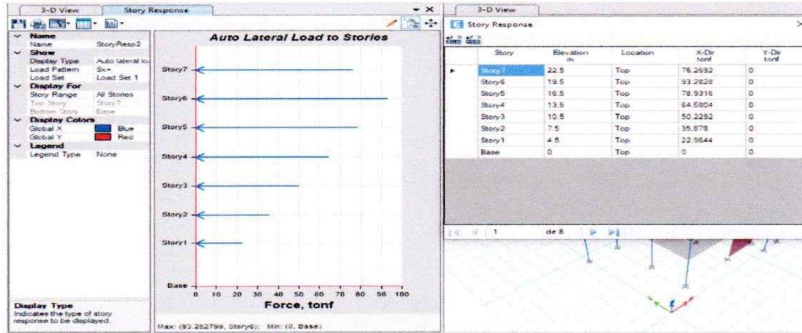 3-D View
Story Response
Name
Name StoryResp2
Show
Display Type Auto lateral lo
Load Pattern Sx+
Load Set Load Set 1
Display For
Story Range All Stories
Top Story Story7
Bottom Story Base
Display Colors
Global X Blue
Global Y Red
Legend
Legend Type None
Display Type
Indicates the type of story
response to be displayed.
Auto Lateral Load to Stories
Story7
Story6
Story5
Story4
Story3
Story2
Story1
Base
0 10 20 30 40 50 60 70 80 90 100
Force, tonf
Max: (93.282799, Story6); Min: (0, Base)
3-D View
Story Response
Story Elevation Location X-Dir Y-Dir
m tonf tonf
Story7 22.5 Top 76.2692 0
Story6 19.5 Top 93.2828 0
Story5 16.5 Top 78.9316 0
Story4 13.5 Top 64.5804 0
Story3 10.5 Top 50.2292 0
Story2 7.5 Top 35.878 0
Story1 4.5 Top 22.9644 0
Base 0 Top 0 0
1 de 8